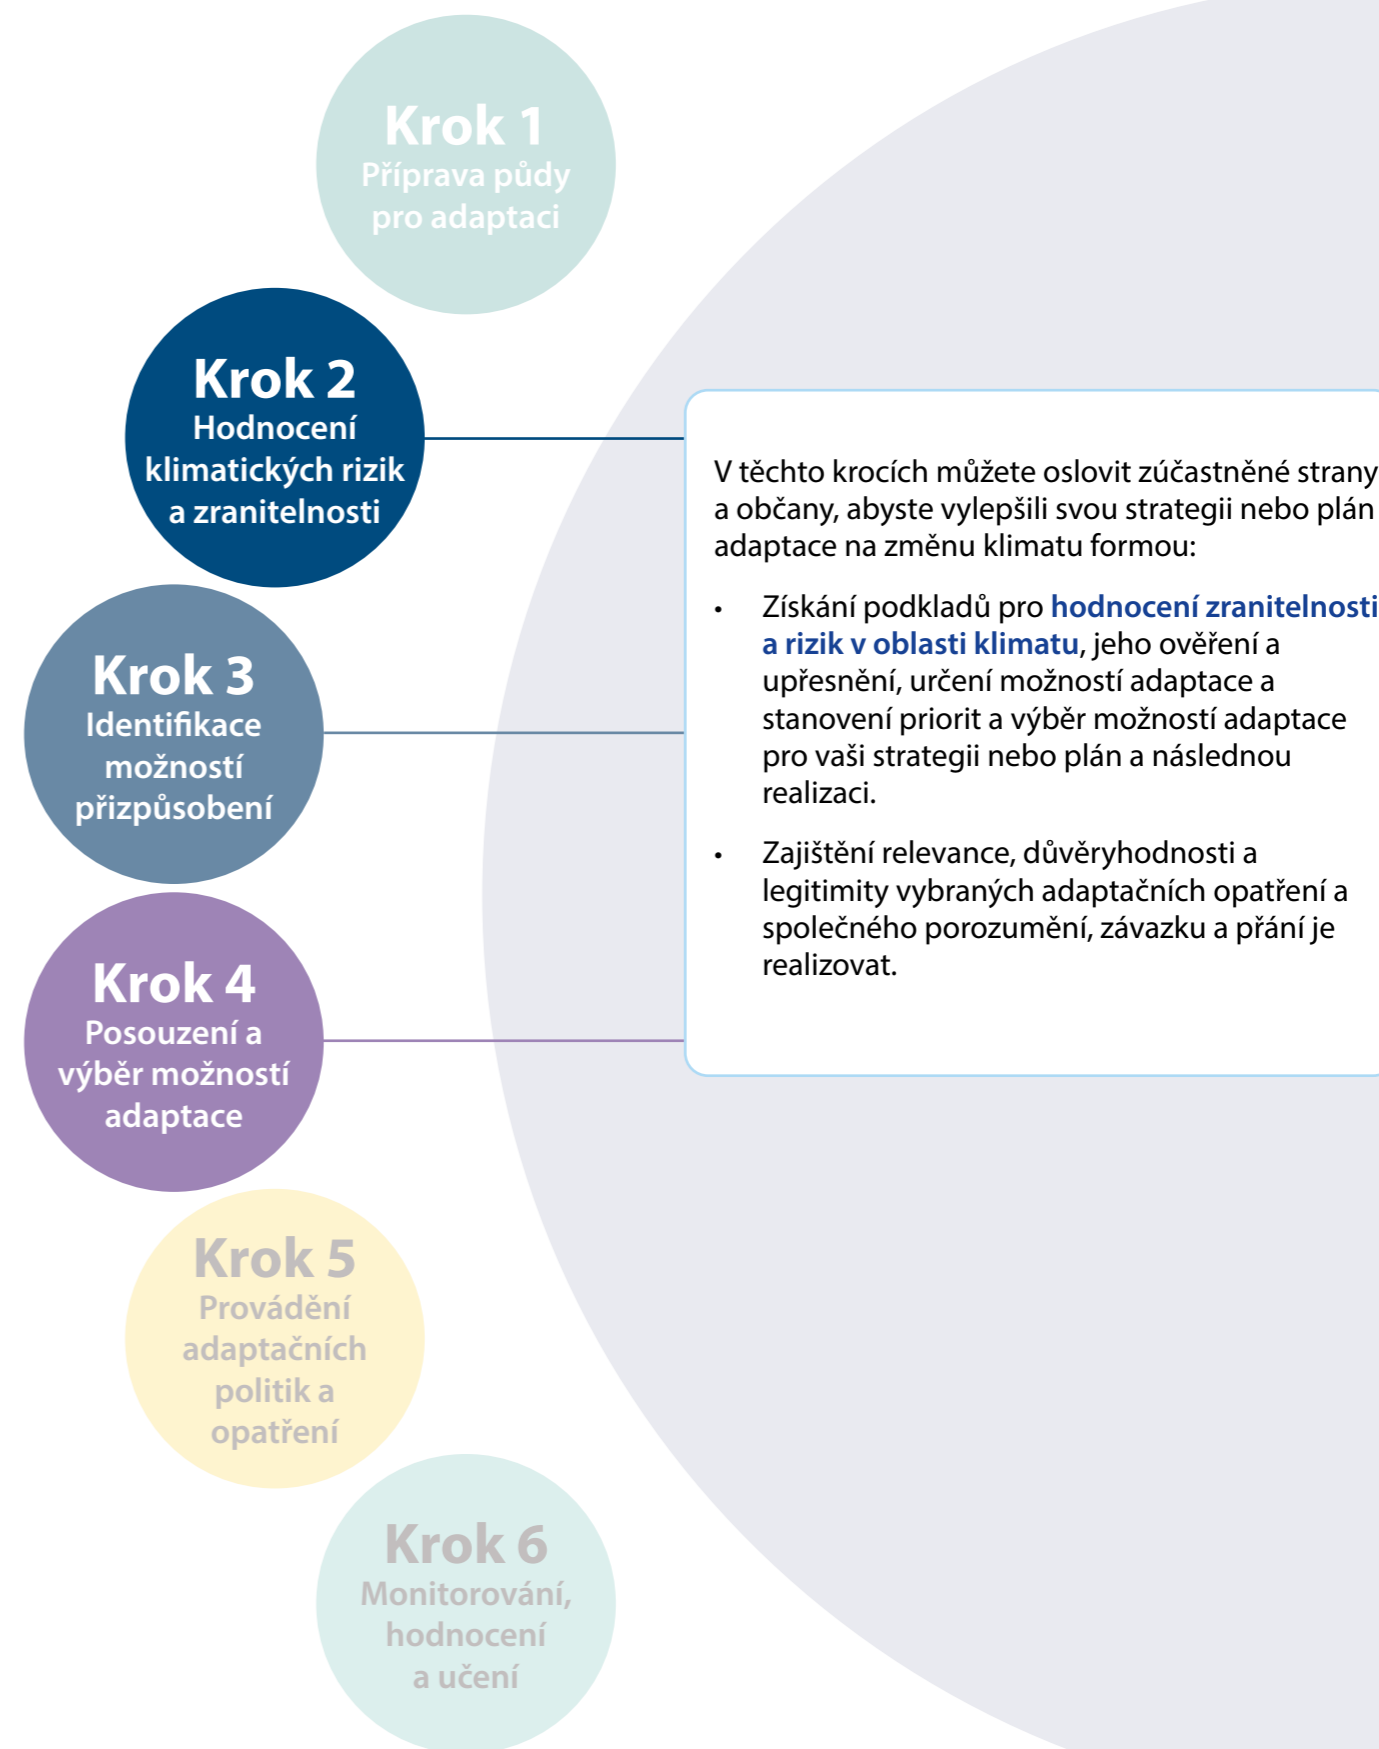 Krok 1
Příprava půdy
pro adaptaci
Krok 2
Hodnocení
klimatických rizik
a zranitelnosti
Krok 3
Identifikace
možností
přizpůsobení
Krok 4
Posouzení a
výběr možností
adaptace
Krok 5
Provádění
adaptačních
politik a
opatření
Krok 6
Monitorování,
hodnocení
a učení
V těchto krocích můžete oslovit zúčastněné strany
a občany, abyste vylepšili svou strategii nebo plán
adaptace na změnu klimatu formou:
• Získání podkladů pro hodnocení zranitelnosti
a rizik v oblasti klimatu, jeho ověření a
upřesnění, určení možností adaptace a
stanovení priorit a výběr možností adaptace
pro vaši strategii nebo plán a následnou
realizaci.
• Zajištění relevance, důvěryhodnosti a
legitimity vybraných adaptačních opatření a
společného porozumění, závazku a přání je
realizovat.